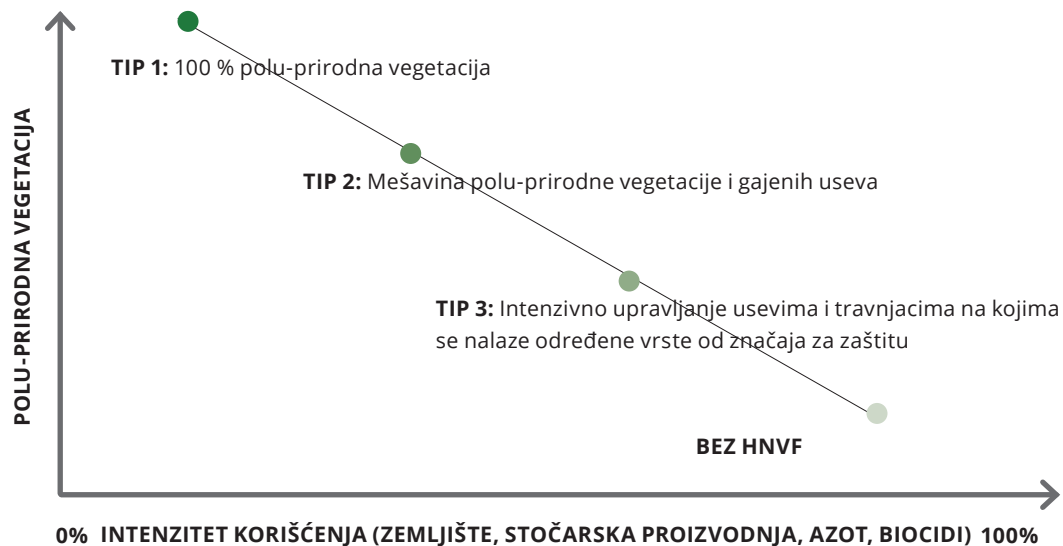 TIP 1: 100 % polu-prirodna vegetacija
POLU-PRIRODNA VEGETACIJA
TIP 2: Mešavina polu-prirodne vegetacije i gajenih useva
TIP 3: Intenzivno upravljanje usevima i travnjacima na kojima
se nalaze određene vrste od značaja za zaštitu
BEZ HNVF
0% INTENZITET KORIŠĆENJA (ZEMLJIŠTE, STOČARSKA PROIZVODNJA, AZOT, BIOCIDI) 100%